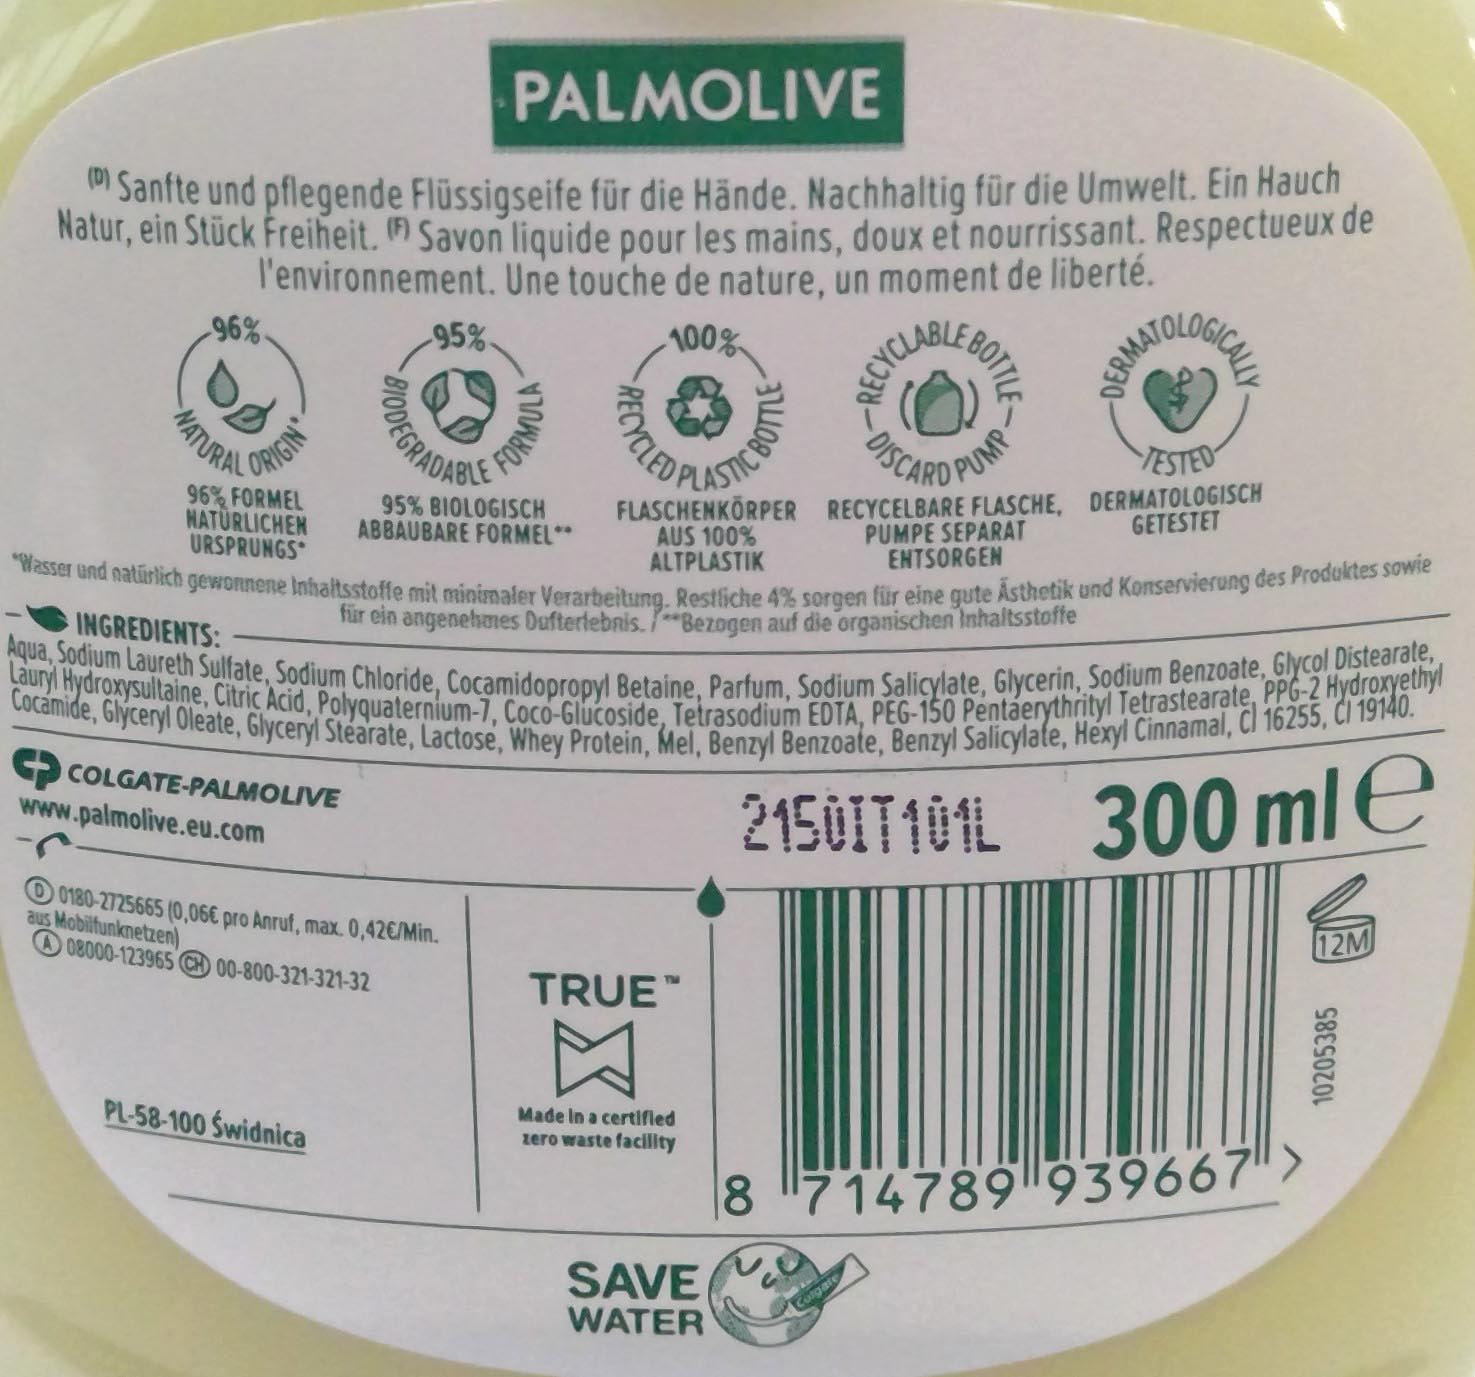 PALMOLIVE
(D) Sanfte und pflegende Flüssigseife für die Hände. Nachhaltig für die Umwelt. Ein Hauch
Natur, ein Stück Freiheit. (F) Savon liquide pour les mains, doux et nourrissant. Respectueux de
l'environnement. Une touche de nature, un moment de liberté.
96% NATURAL ORIGIN*
95% BIODEGRADABLE FORMULA
100% RECYCLED PLASTIC BOTTLE
RECYCLABLE BOTTLE - DISCARD PUMP -
DERMATOLOGICALLY TESTED
96% FORMEL
NATÜRLICHEN
URSPRUNGS*
95% BIOLOGISCH
ABBAUBARE FORMEL**
FLASCHENKÖRPER
AUS 100%
ALTPLASTIK
RECYCELBARE FLASCHE,
PUMPE SEPARAT
ENTSORGEN
DERMATOLOGISCH
GETESTET
*Wasser und natürlich gewonnene Inhaltsstoffe mit minimaler Verarbeitung. Restliche 4% sorgen für eine gute Ästhetik und Konservierung des Produktes sowie
für ein angenehmes Dufterlebnis. / **Bezogen auf die organischen Inhaltsstoffe
INGREDIENTS:
Aqua, Sodium Laureth Sulfate, Sodium Chloride, Cocamidopropyl Betaine, Parfum, Sodium Salicylate, Glycerin, Sodium Benzoate, Glycol Distearate,
Lauryl Hydroxysultaine, Citric Acid, Polyquaternium-7, Coco-Glucoside, Tetrasodium EDTA, PEG-150 Pentaerythrityl Tetrastearate, PPG-2 Hydroxyethyl
Cocamide, Glyceryl Oleate, Glyceryl Stearate, Lactose, Whey Protein, Mel, Benzyl Benzoate, Benzyl Salicylate, Hexyl Cinnamal, CI 16255, CI 19140.
CP COLGATE-PALMOLIVE
www.palmolive.eu.com
2150IT101L
300 ml e
(D) 0180-2725665 (0,06€ pro Anruf, max. 0,42€/Min.
aus Mobilfunknetzen)
(A) 08000-123965 (CH) 00-800-321-321-32
PL-58-100 Świdnica
TRUE™
Made in a certified
zero waste facility
12M
10205385
8 714789 939667 >
SAVE
WATER
Colgate